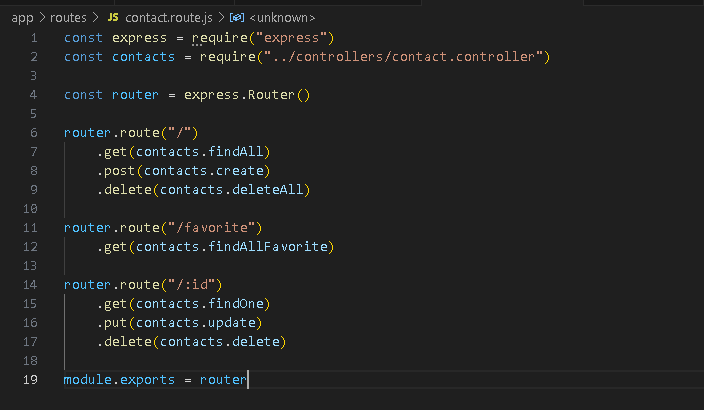 app > routes > JS contact.route.js > <unknown>
1 const express = require("express")
2 const contacts = require("../controllers/contact.controller")
3
4 const router = express.Router()
5
6 router.route("/")
7     .get(contacts.findAll)
8     .post(contacts.create)
9     .delete(contacts.deleteAll)
10
11 router.route("/favorite")
12     .get(contacts.findAllFavorite)
13
14 router.route("/:id")
15     .get(contacts.findOne)
16     .put(contacts.update)
17     .delete(contacts.delete)
18
19 module.exports = router